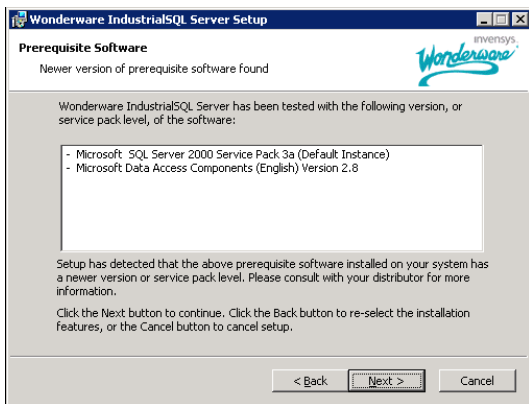 Wonderware IndustrialSQL Server Setup
Prerequisite Software
Newer version of prerequisite software found
invensys.
Wonderware
Wonderware IndustrialSQL Server has been tested with the following version, or
service pack level, of the software:
- Microsoft SQL Server 2000 Service Pack 3a (Default Instance)
- Microsoft Data Access Components (English) Version 2.8
Setup has detected that the above prerequisite software installed on your system has
a newer version or service pack level. Please consult with your distributor for more
information.
Click the Next button to continue. Click the Back button to re-select the installation
features, or the Cancel button to cancel setup.
< Back Next > Cancel